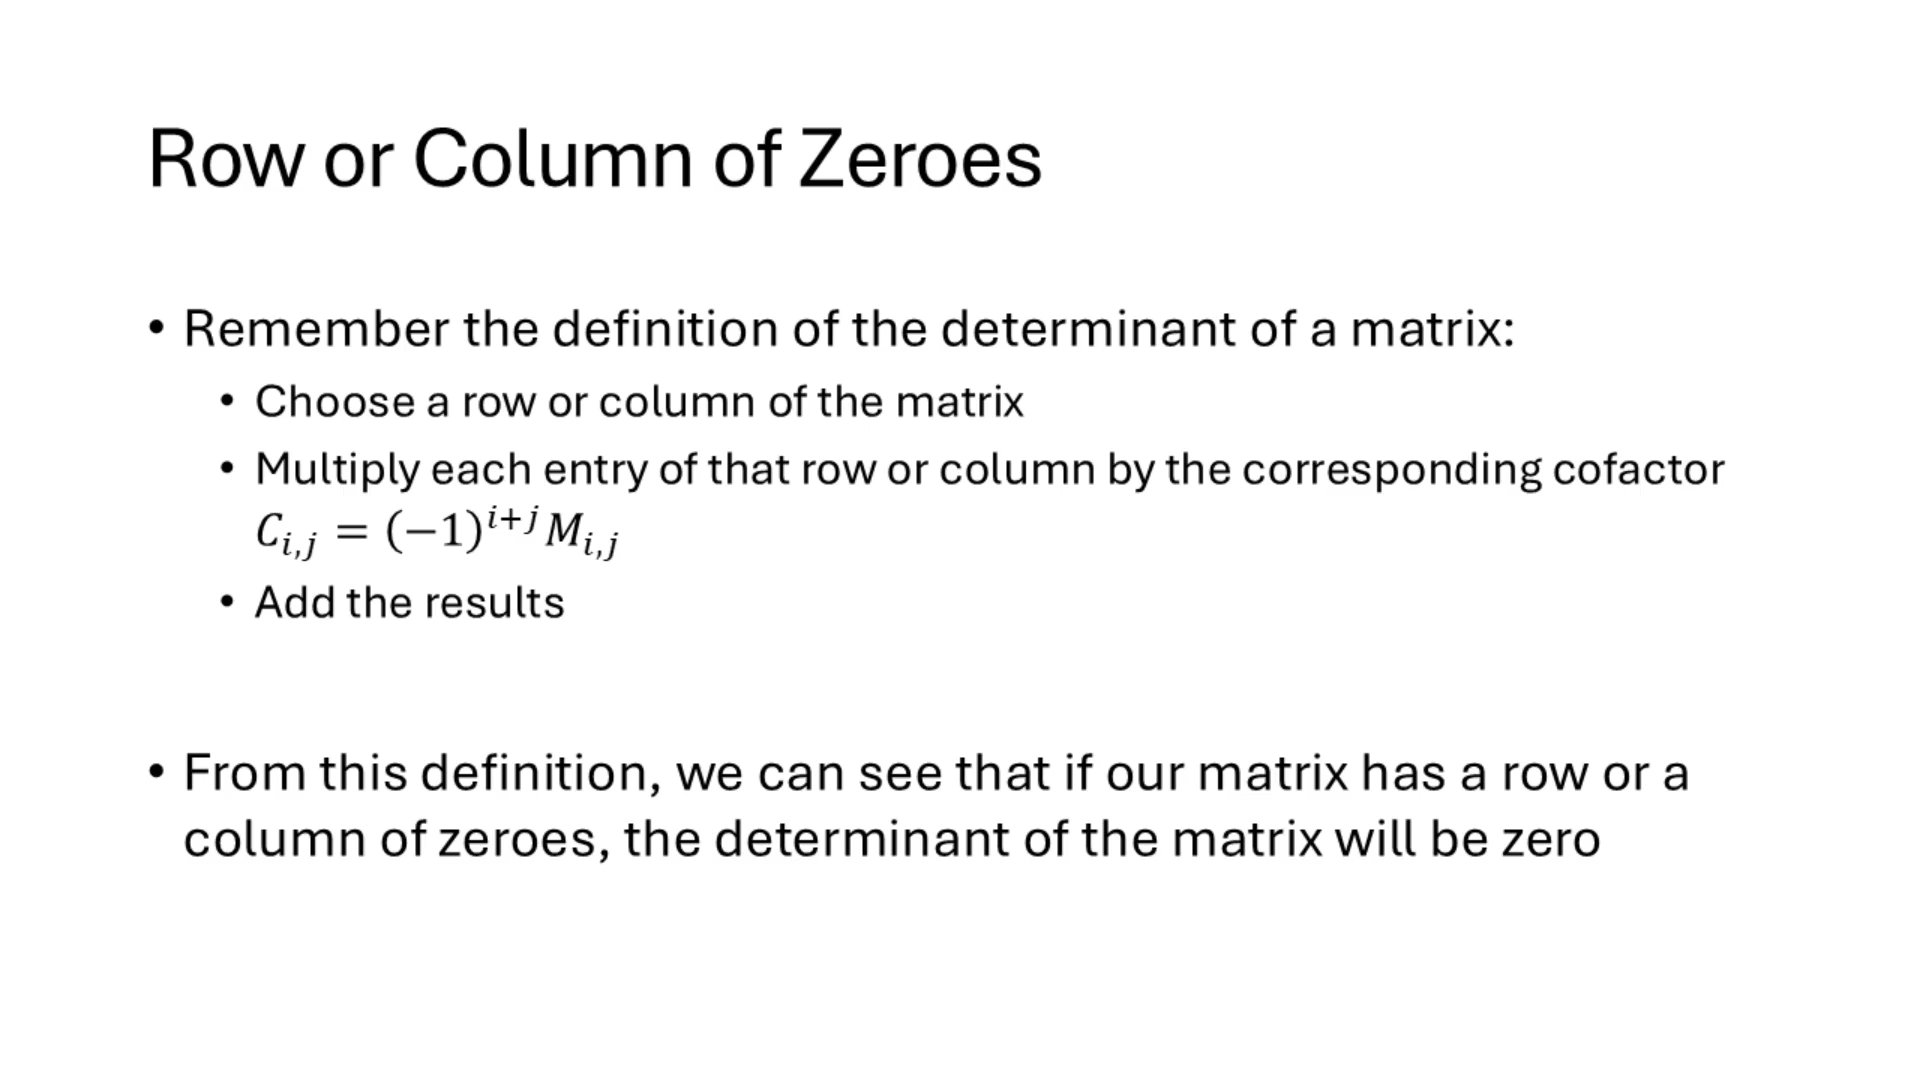 Row or Column of Zeroes
• Remember the definition of the determinant of a matrix:
• Choose a row or column of the matrix
• Multiply each entry of that row or column by the corresponding cofactor
$C_{i,j} = (-1)^{i+j} M_{i,j}$
• Add the results
• From this definition, we can see that if our matrix has a row or a
column of zeroes, the determinant of the matrix will be zero